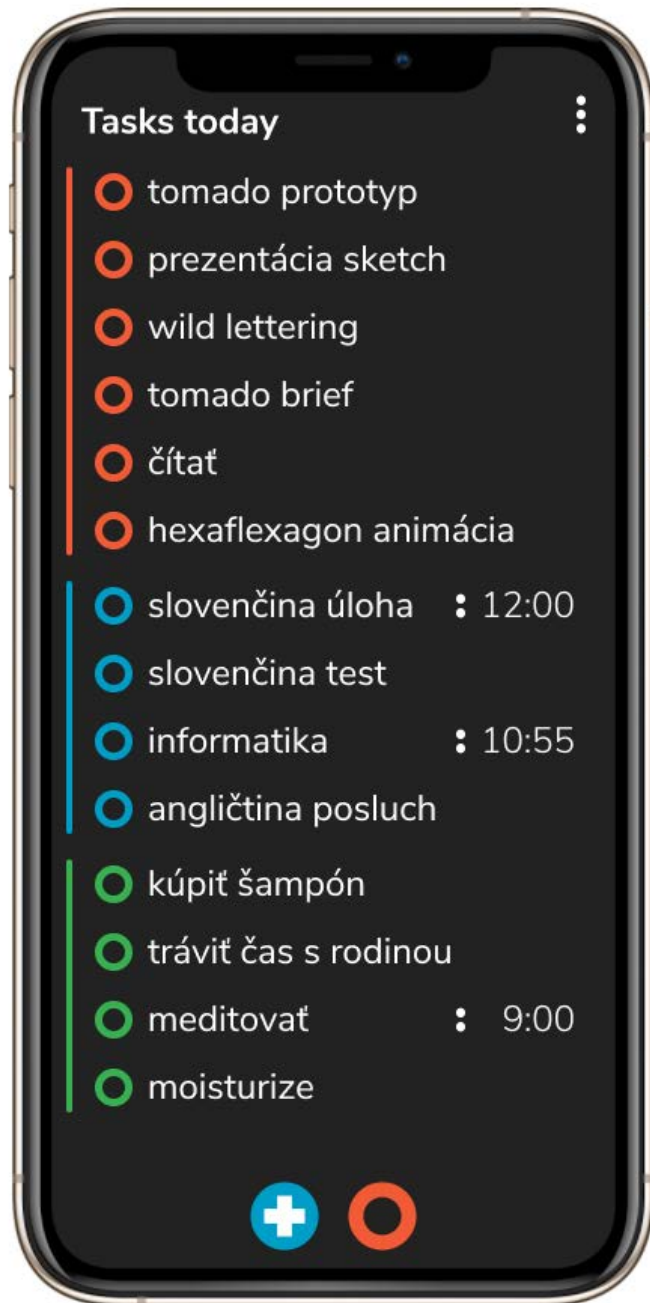 Tasks today
tomado prototyp
prezentácia sketch
wild lettering
tomado brief
čítať
hexaflexagon animácia
slovenčina úloha 12:00
slovenčina test
informatika 10:55
angličtina posluch
kúpiť šampón
tráviť čas s rodinou
meditovať 9:00
moisturize